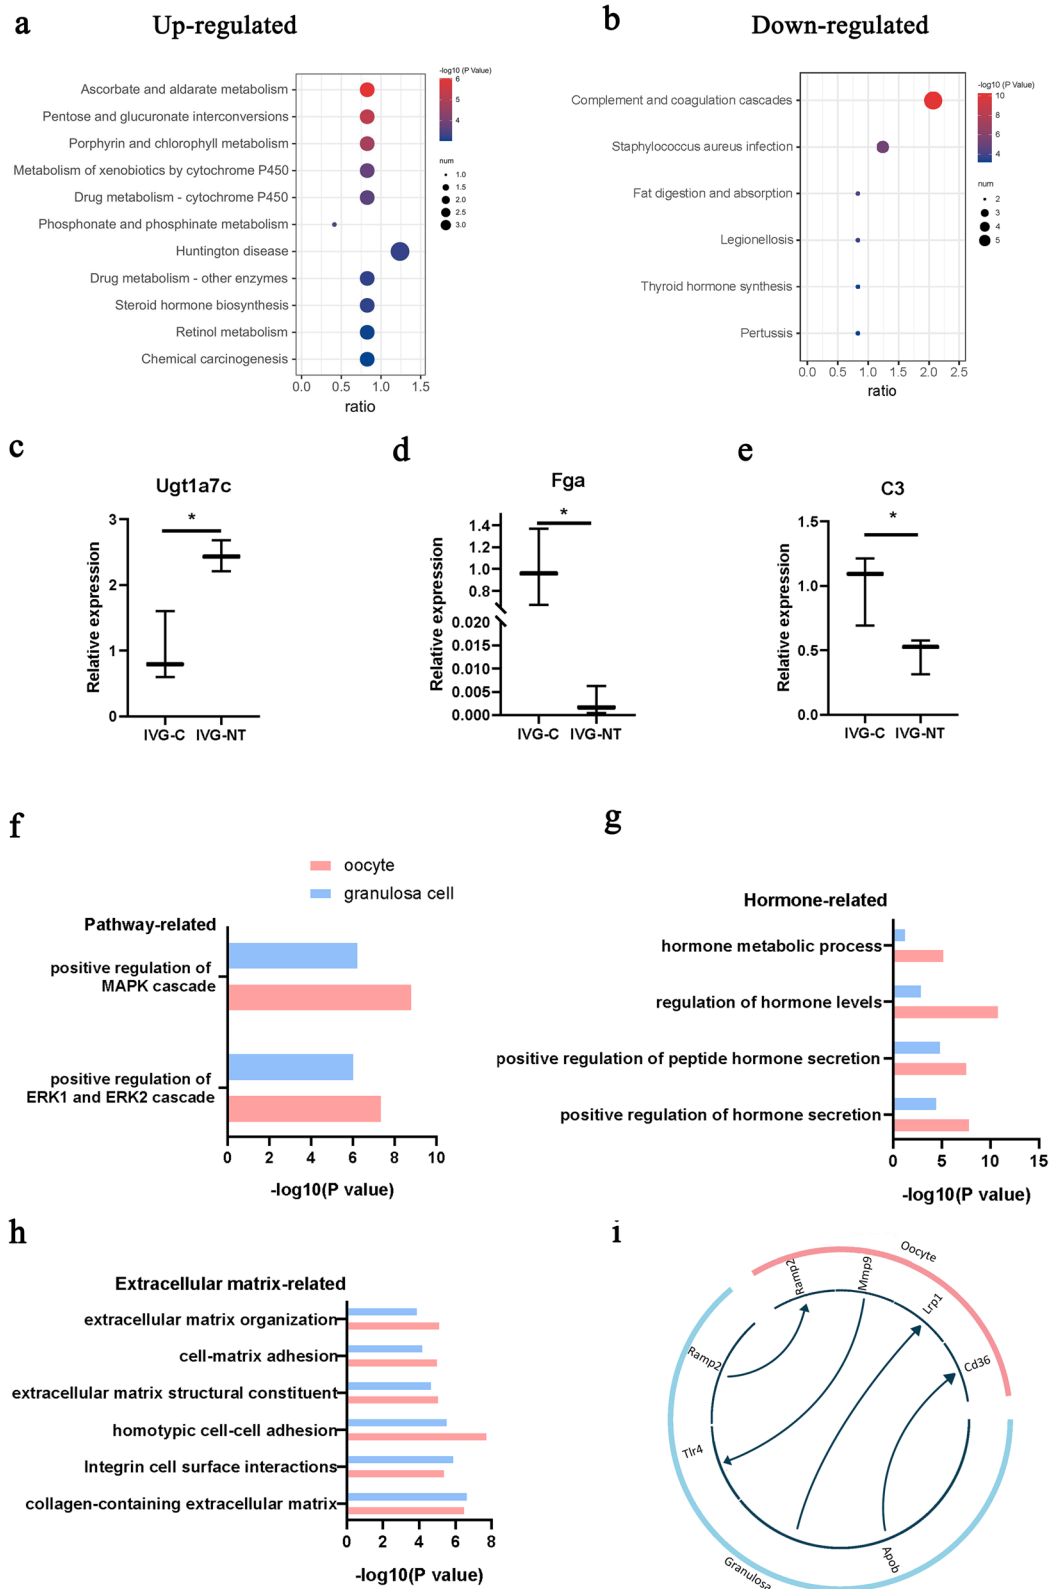 a
Up-regulated
Ascorbate and aldarate metabolism
Pentose and glucuronate interconversions
Porphyrin and chlorophyll metabolism
Metabolism of xenobiotics by cytochrome P450
Drug metabolism - cytochrome P450
Phosphonate and phosphinate metabolism
Huntington disease
Drug metabolism - other enzymes
Steroid hormone biosynthesis
Retinol metabolism
Chemical carcinogenesis
0.0 0.5 1.0 1.5
ratio
-log10 (P Value)
6
5
4
3
num
1.0
1.5
2.0
2.5
3.0
b
Down-regulated
Complement and coagulation cascades
Staphylococcus aureus infection
Fat digestion and absorption
Legionellosis
Thyroid hormone synthesis
Pertussis
0.0 0.5 1.0 1.5 2.0 2.5
ratio
-log10 (P Value)
10
8
6
4
num
2
3
4
5
c
Ugt1a7c
*
Relative expression
3
2
1
0
IVG-C IVG-NT
d
Fga
*
Relative expression
1.4
1.2
1.0
0.8
0.020
0.015
0.010
0.005
0.000
IVG-C IVG-NT
e
C3
*
Relative expression
1.5
1.0
0.5
0.0
IVG-C IVG-NT
f
oocyte
granulosa cell
Pathway-related
positive regulation of
MAPK cascade
positive regulation of
ERK1 and ERK2 cascade
0 2 4 6 8 10
-log10(P value)
g
Hormone-related
hormone metabolic process
regulation of hormone levels
positive regulation of peptide hormone secretion
positive regulation of hormone secretion
0 5 10 15
-log10(P value)
h
Extracellular matrix-related
extracellular matrix organization
cell-matrix adhesion
extracellular matrix structural constituent
homotypic cell-cell adhesion
Integrin cell surface interactions
collagen-containing extracellular matrix
0 2 4 6 8
-log10(P value)
i
Oocyte
Ramp2
Mmp9
Lrp1
Cd36
Ramp2
Tlr4
Apob
Granulosa